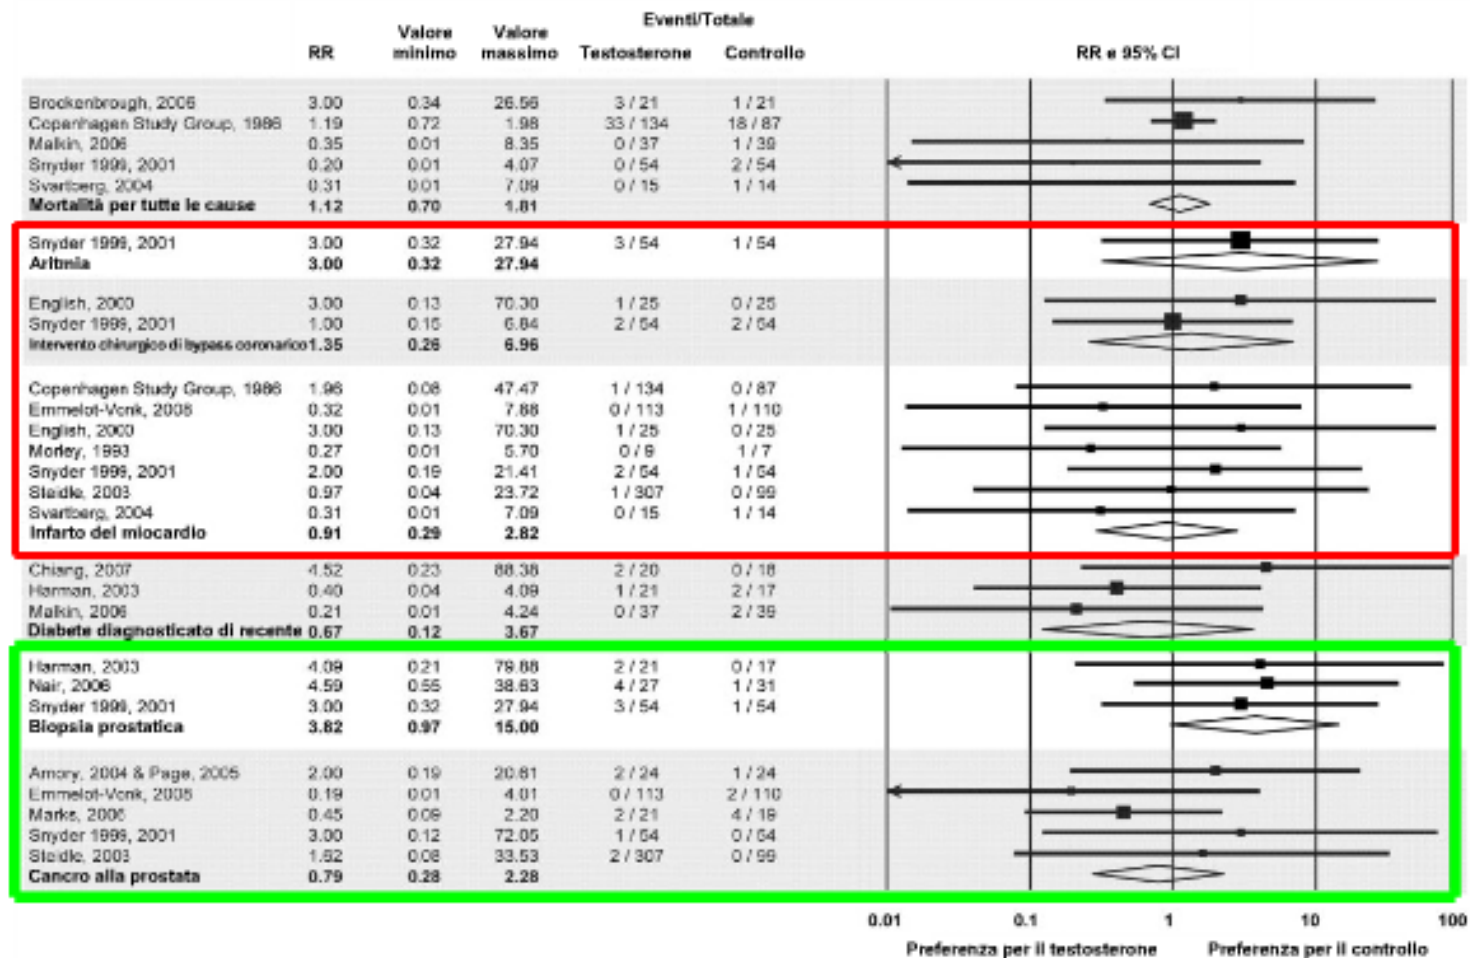 Eventi/Totale
RR Valore minimo Valore massimo Testosterone Controllo RR e 95% CI
Brockenbrough, 2006 3.00 0.34 26.56 3 / 21 1 / 21
Copenhagen Study Group, 1986 1.19 0.72 1.98 33 / 134 18 / 87
Malkin, 2006 0.35 0.01 8.35 0 / 37 1 / 39
Snyder 1999, 2001 0.20 0.01 4.07 0 / 54 2 / 54
Svartberg, 2004 0.31 0.01 7.09 0 / 15 1 / 14
Mortalità per tutte le cause 1.12 0.70 1.81
Snyder 1999, 2001 3.00 0.32 27.94 3 / 54 1 / 54
Aritmia 3.00 0.32 27.94
English, 2000 3.00 0.13 70.30 1 / 25 0 / 25
Snyder 1999, 2001 1.00 0.15 6.84 2 / 54 2 / 54
Intervento chirurgico di bypass coronarico 1.35 0.26 6.96
Copenhagen Study Group, 1986 1.96 0.08 47.47 1 / 134 0 / 87
Emmelot-Vonk, 2008 0.32 0.01 7.88 0 / 113 1 / 110
English, 2000 3.00 0.13 70.30 1 / 25 0 / 25
Morley, 1993 0.27 0.01 5.70 0 / 9 1 / 7
Snyder 1999, 2001 2.00 0.19 21.41 2 / 54 1 / 54
Steidle, 2003 0.97 0.04 23.72 1 / 307 0 / 99
Svartberg, 2004 0.31 0.01 7.09 0 / 15 1 / 14
Infarto del miocardio 0.91 0.29 2.82
Chiang, 2007 4.52 0.23 88.38 2 / 20 0 / 18
Harman, 2003 0.40 0.04 4.09 1 / 21 2 / 17
Malkin, 2006 0.21 0.01 4.24 0 / 37 2 / 39
Diabete diagnosticato di recente 0.67 0.12 3.67
Harman, 2003 4.09 0.21 79.88 2 / 21 0 / 17
Nair, 2006 4.59 0.55 38.63 4 / 27 1 / 31
Snyder 1999, 2001 3.00 0.32 27.94 3 / 54 1 / 54
Biopsia prostatica 3.82 0.97 15.00
Amory, 2004 & Page, 2005 2.00 0.19 20.61 2 / 24 1 / 24
Emmelot-Vonk, 2008 0.19 0.01 4.01 0 / 113 2 / 110
Marks, 2006 0.45 0.09 2.20 2 / 21 4 / 19
Snyder 1999, 2001 3.00 0.12 72.05 1 / 54 0 / 54
Steidle, 2003 1.62 0.08 33.53 2 / 307 0 / 99
Cancro alla prostata 0.79 0.28 2.28
0.01 0.1 1 10 100
Preferenza per il testosterone Preferenza per il controllo